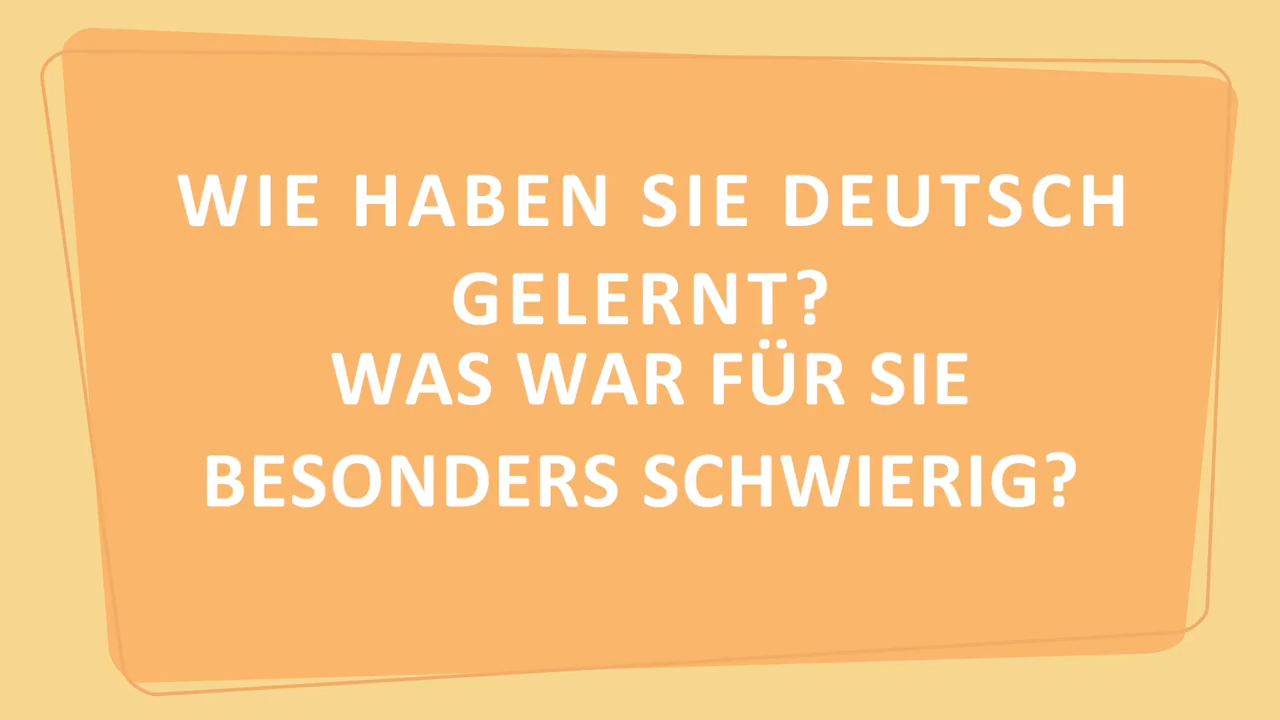 WIE HABEN SIE DEUTSCH
GELERNT?
WAS WAR FÜR SIE
BESONDERS SCHWIERIG?